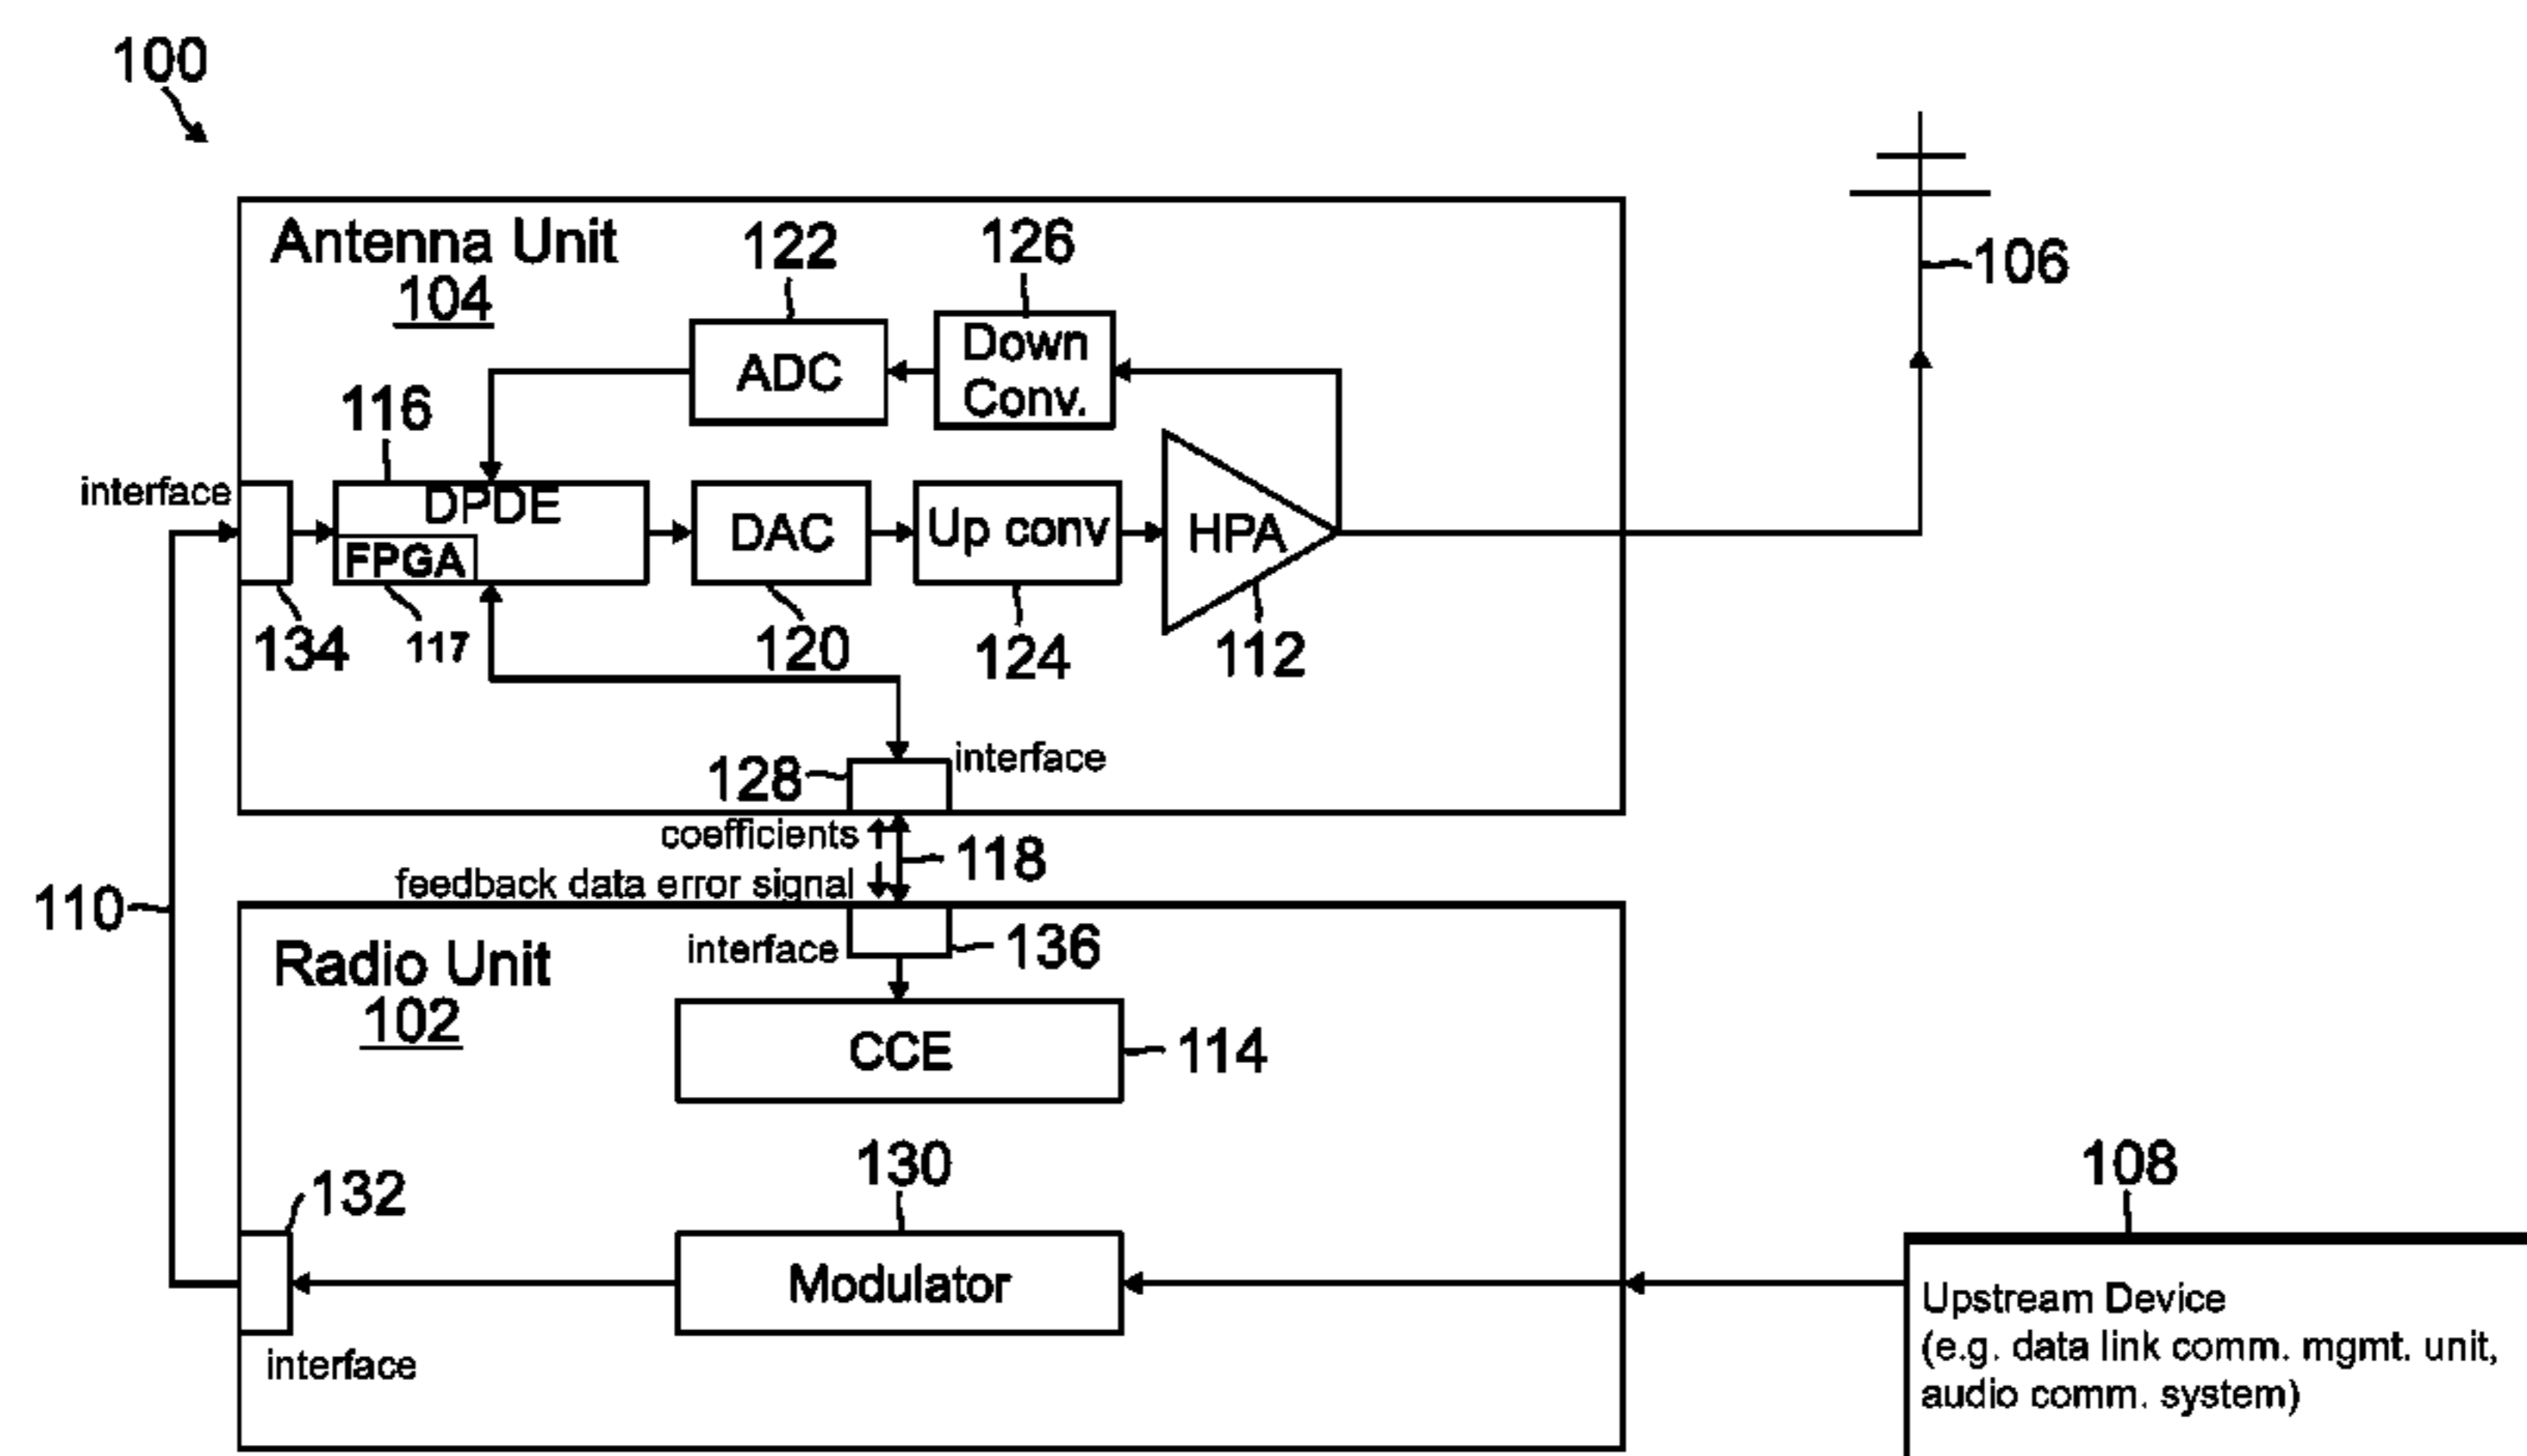 100
Antenna Unit
104
122
126
106
ADC
Down
Conv.
116
interface
DPDE
FPGA
DAC
Up conv
HPA
134
117
120
124
112
128
interface
coefficients
118
feedback data error signal
110
Radio Unit
102
interface
136
CCE
114
130
132
108
Modulator
interface
Upstream Device
(e.g. data link comm. mgmt. unit,
audio comm. system)